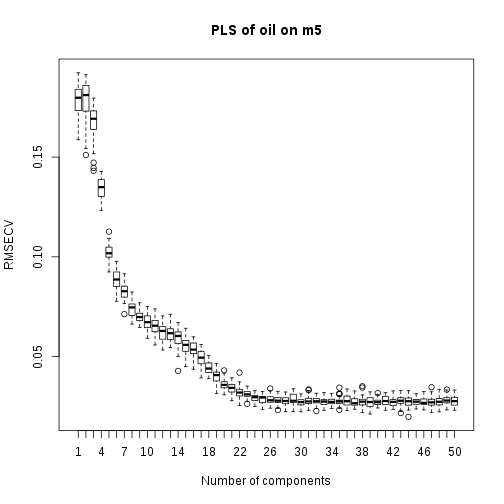 PLS of oil on m5
RMSECV
0.15
0.10
0.05
1 4 7 10 14 18 22 26 30 34 38 42 46 50
Number of components